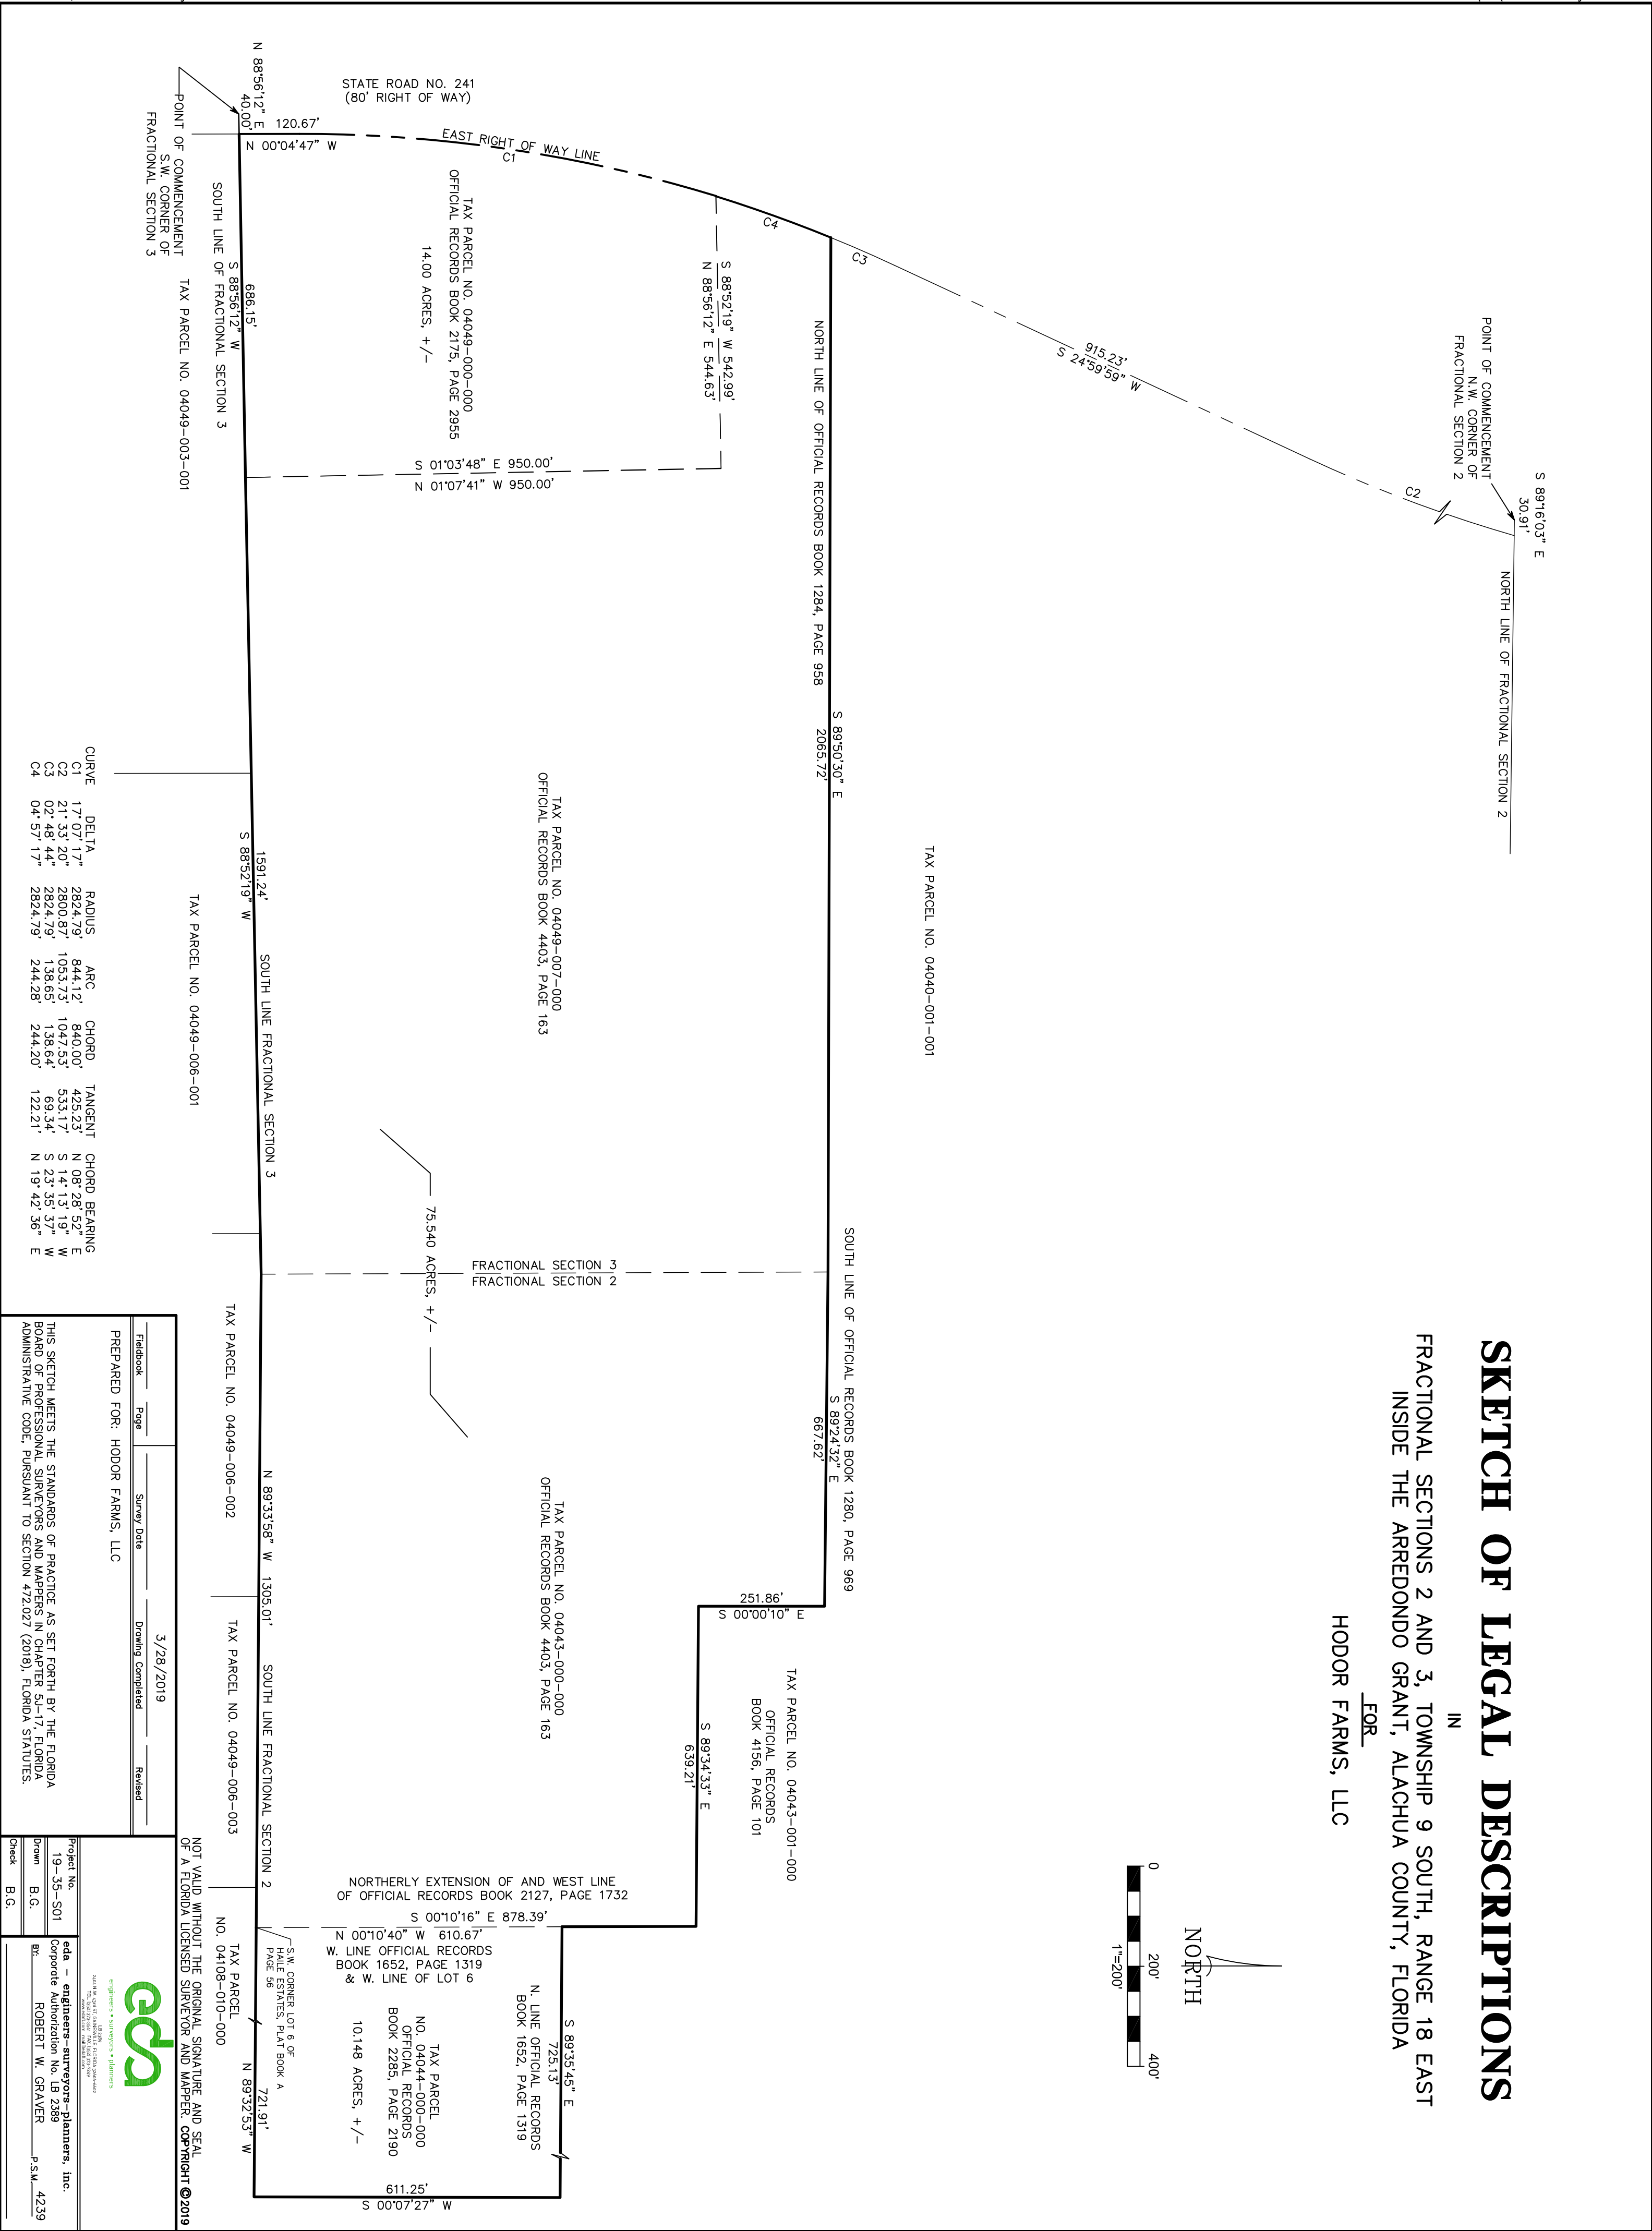 SKETCH OF LEGAL DESCRIPTIONS
IN
FRACTIONAL SECTIONS 2 AND 3, TOWNSHIP 9 SOUTH, RANGE 18 EAST
INSIDE THE ARREDONDO GRANT, ALACHUA COUNTY, FLORIDA
FOR
HODOR FARMS, LLC
NORTH
0 200' 400'
1"=200'
S 89°16'03" E
30.91'
POINT OF COMMENCEMENT
N.W. CORNER OF
FRACTIONAL SECTION 2
NORTH LINE OF FRACTIONAL SECTION 2
C2
915.23'
S 24°59'59" W
C3
C4
TAX PARCEL NO. 04040-001-001
SOUTH LINE OF OFFICIAL RECORDS BOOK 1280, PAGE 969
S 89°50'30" E
2065.72'
S 89°24'32" E
667.62'
NORTH LINE OF OFFICIAL RECORDS BOOK 1284, PAGE 958
251.86'
S 00°00'10" E
TAX PARCEL NO. 04043-001-000
OFFICIAL RECORDS
BOOK 4156, PAGE 101
S 89°34'33" E
639.21'
S 88°52'19" W 542.99'
N 88°56'12" E 544.63'
STATE ROAD NO. 241
(80' RIGHT OF WAY)
EAST RIGHT OF WAY LINE
C1
TAX PARCEL NO. 04049-000-000
OFFICIAL RECORDS BOOK 2175, PAGE 2955
14.00 ACRES, +/-
S 01°03'48" E 950.00'
N 01°07'41" W 950.00'
TAX PARCEL NO. 04049-007-000
OFFICIAL RECORDS BOOK 4403, PAGE 163
FRACTIONAL SECTION 3
FRACTIONAL SECTION 2
75.540 ACRES, +/-
TAX PARCEL NO. 04043-000-000
OFFICIAL RECORDS BOOK 4403, PAGE 163
S 89°35'45" E
725.13'
N. LINE OFFICIAL RECORDS
BOOK 1652, PAGE 1319
NORTHERLY EXTENSION OF AND WEST LINE
OF OFFICIAL RECORDS BOOK 2127, PAGE 1732
S 00°10'16" E 878.39'
N 00°10'40" W 610.67'
W. LINE OFFICIAL RECORDS
BOOK 1652, PAGE 1319
& W. LINE OF LOT 6
TAX PARCEL
NO. 04044-000-000
OFFICIAL RECORDS
BOOK 2285, PAGE 2190
10.148 ACRES, +/-
611.25'
S 00°07'27" W
S.W. CORNER LOT 6 OF
HAILE ESTATES, PLAT BOOK A
PAGE 56
N 88°56'12" E
40.00'
120.67'
N 00°04'47" W
POINT OF COMMENCEMENT
S.W. CORNER OF
FRACTIONAL SECTION 3
686.15'
S 88°56'12" W
SOUTH LINE OF FRACTIONAL SECTION 3
TAX PARCEL NO. 04049-003-001
1591.24'
S 88°52'19" W
SOUTH LINE FRACTIONAL SECTION 3
TAX PARCEL NO. 04049-006-001
N 89°33'58" W 1305.01'
SOUTH LINE FRACTIONAL SECTION 2
TAX PARCEL NO. 04049-006-002
TAX PARCEL NO. 04049-006-003
721.91'
N 89°32'53" W
TAX PARCEL
NO. 04108-010-000
CURVE DELTA RADIUS ARC CHORD TANGENT CHORD BEARING
C1 17° 07' 17" 2824.79' 844.12' 840.00' 425.23' N 08° 28' 52" E
C2 21° 33' 20" 2800.87' 1053.73' 1047.53' 533.17' S 14° 13' 19" W
C3 02° 48' 44" 2824.79' 138.65' 138.64' 69.34' S 23° 35' 37" W
C4 04° 57' 17" 2824.79' 244.28' 244.20' 122.21' N 19° 42' 36" E
NOT VALID WITHOUT THE ORIGINAL SIGNATURE AND SEAL
OF A FLORIDA LICENSED SURVEYOR AND MAPPER. COPYRIGHT © 2019
3/28/2019
Fieldbook Page Survey Date Drawing Completed Revised
PREPARED FOR: HODOR FARMS, LLC
THIS SKETCH MEETS THE STANDARDS OF PRACTICE AS SET FORTH BY THE FLORIDA
BOARD OF PROFESSIONAL SURVEYORS AND MAPPERS IN CHAPTER 5J-17, FLORIDA
ADMINISTRATIVE CODE, PURSUANT TO SECTION 472.027 (2018), FLORIDA STATUTES.
eda
engineers • surveyors • planners
LB 2389
Project No.
19-35-S01
Drawn B.G.
Check B.G.
eda - engineers-surveyors-planners, inc.
Corporate Authorization No. LB 2389
BY: ROBERT W. GRAVER P.S.M. 4239